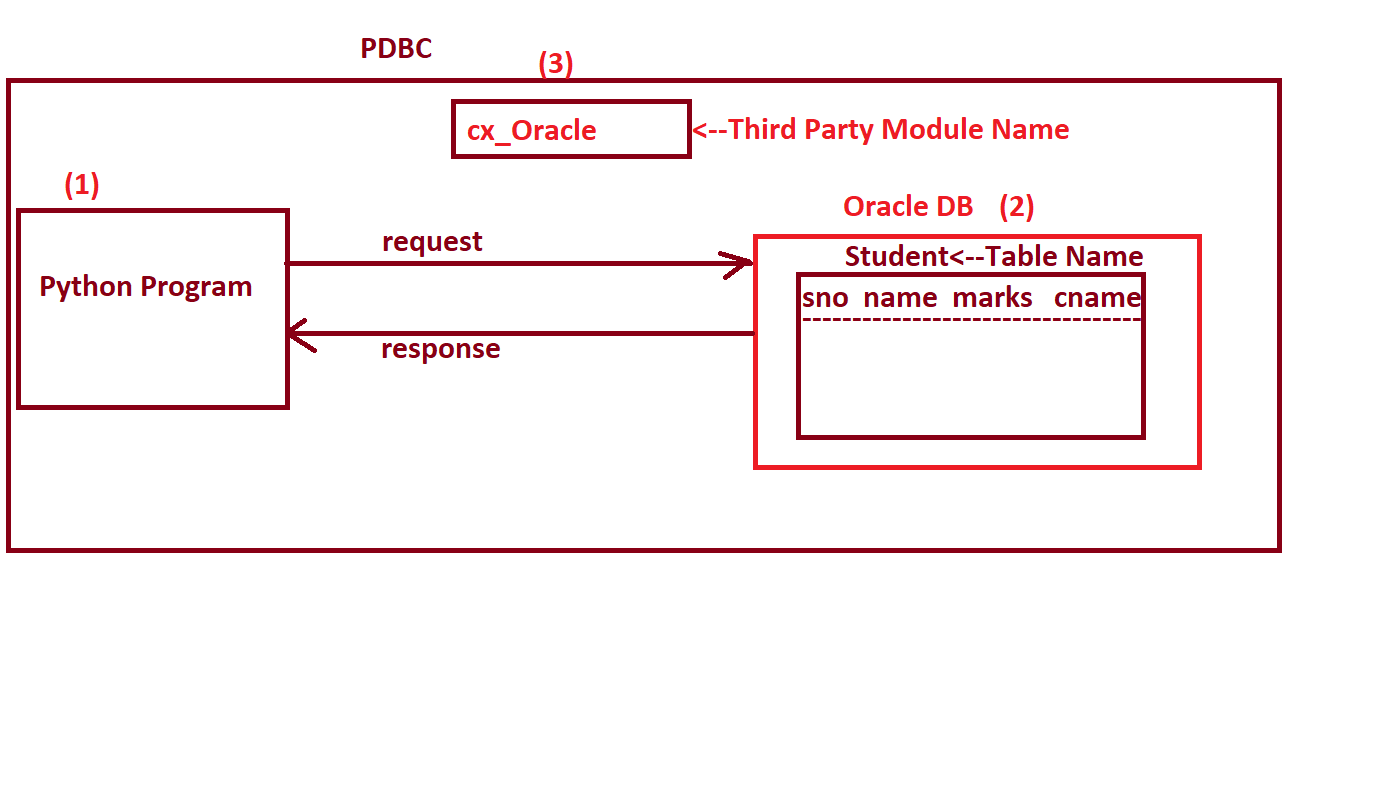 PDBC
(3)
cx_Oracle <--Third Party Module Name
(1)
Oracle DB (2)
request
Student<--Table Name
Python Program
sno name marks cname
----------------------------------
response